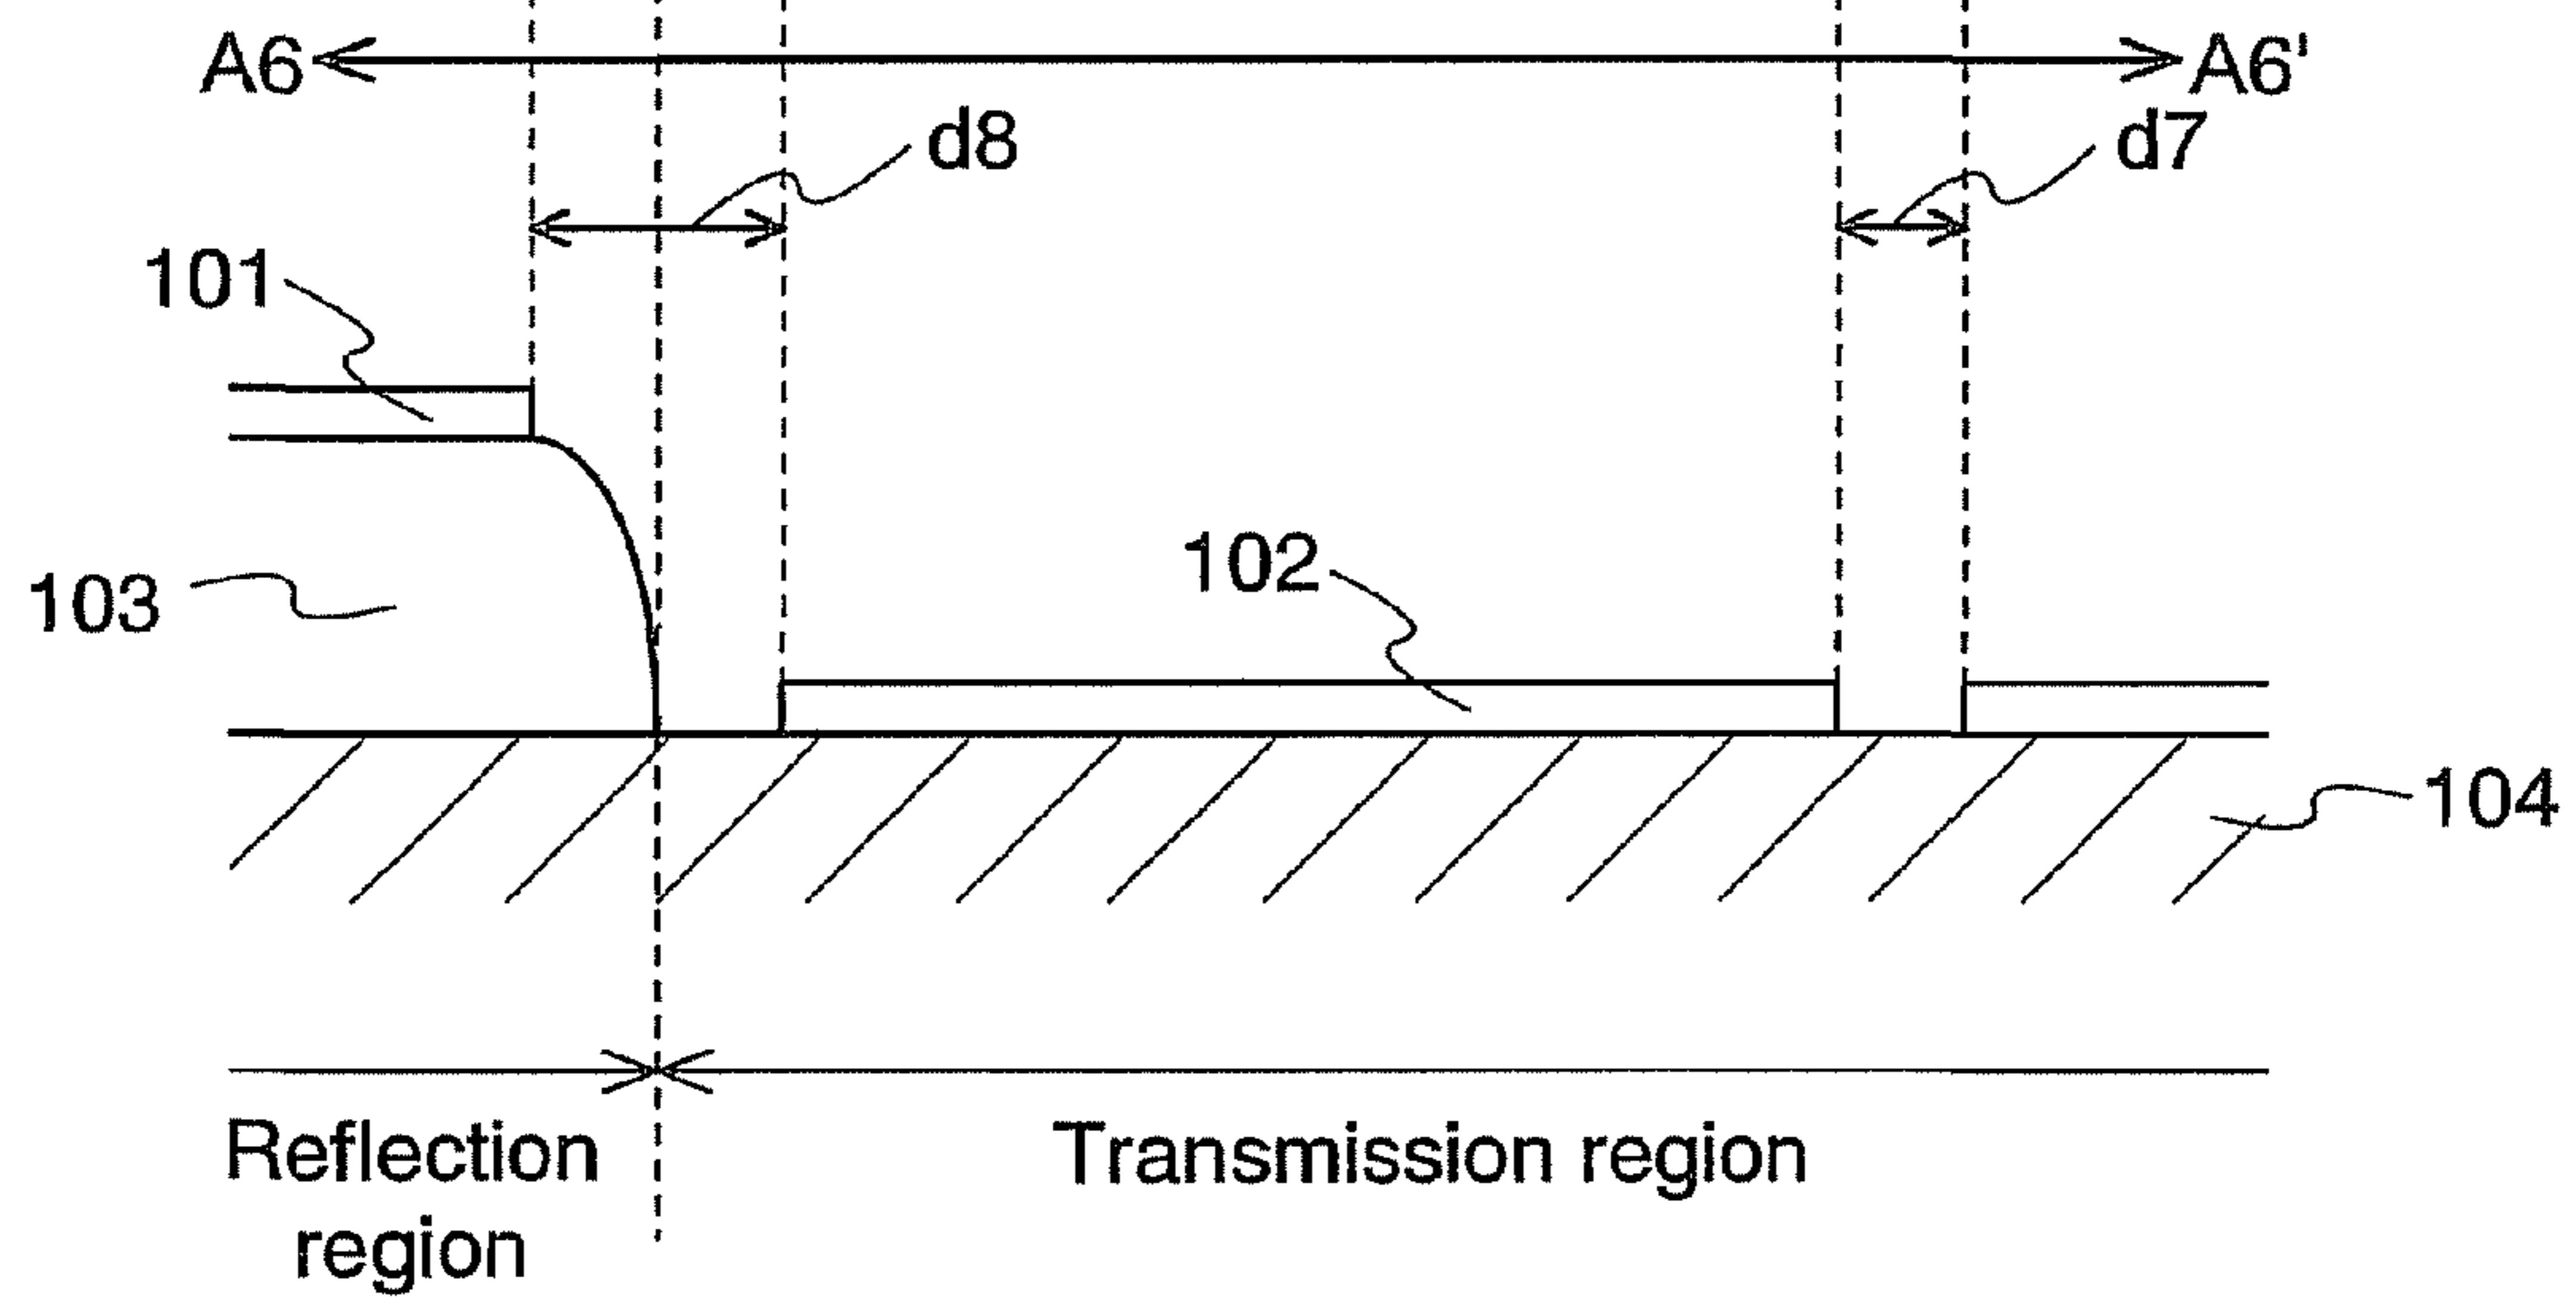 A6
A6'
d8
d7
101
102
103
104
Reflection
region
Transmission region